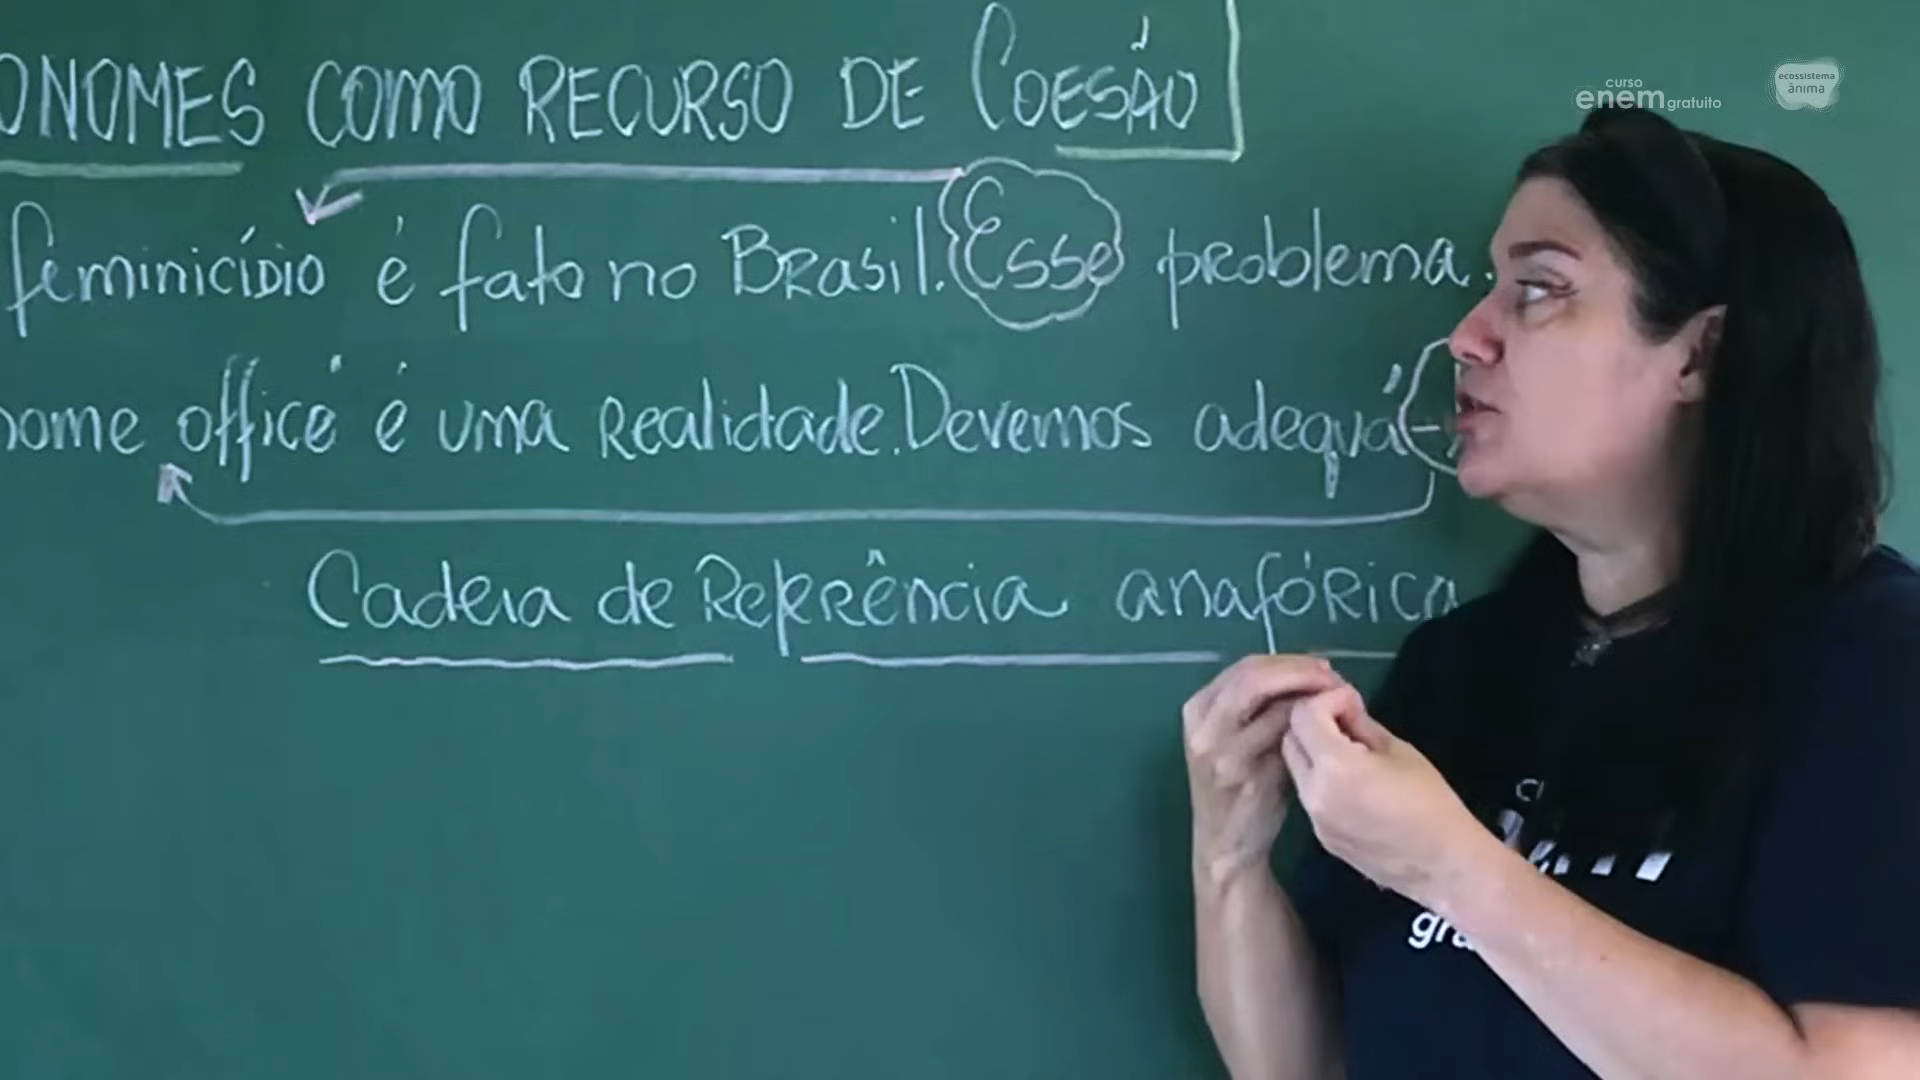 ONOMES COMO RECURSO DE COESÃO
feminicídio é fato no Brasil. Esse problema.
home office é uma realidade. Devemos adequá-
Cadeia de Referência anafórica
curso
enem gratuito
ecossistema
ânima